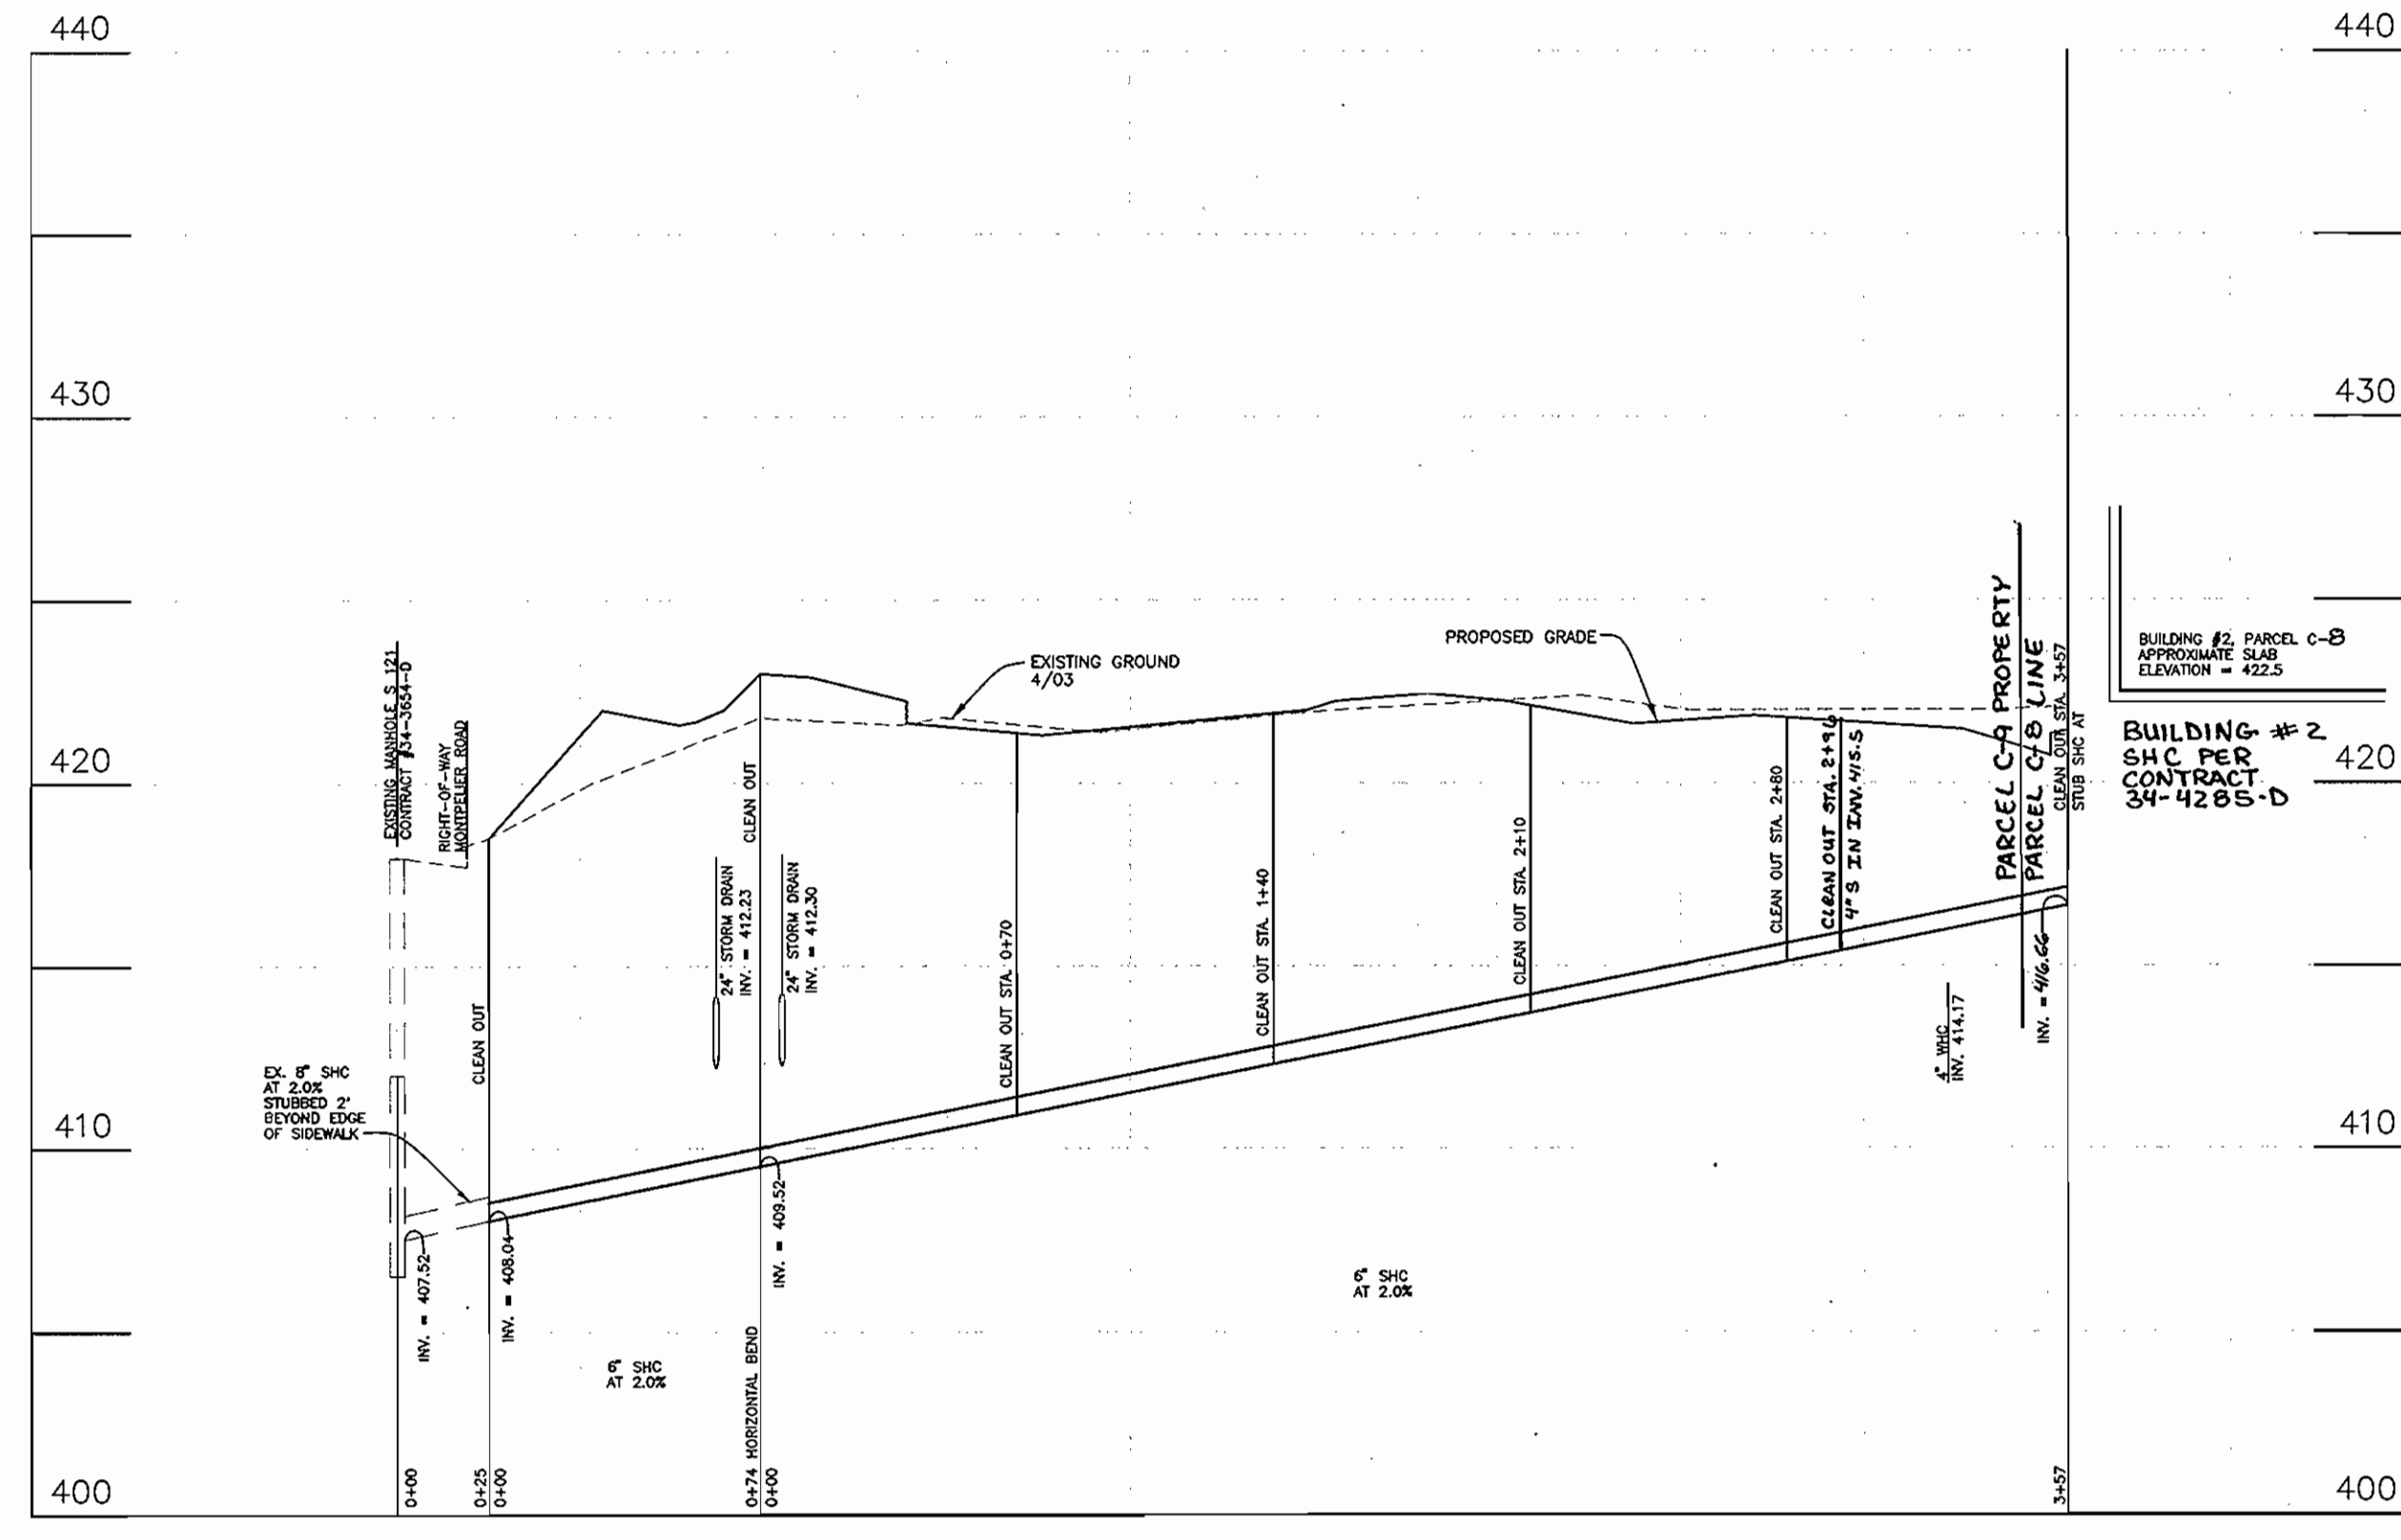 440
440
430
430
EXISTING MANHOLE S 121
CONTRACT #34-3654-D
RIGHT-OF-WAY
MONTPELIER ROAD
EXISTING GROUND
4/03
PROPOSED GRADE
PARCEL C-9 PROPERTY
PARCEL C-8 LINE
CLEAN OUT STA. 3+57
STUB SHC AT
BUILDING #2, PARCEL C-8
APPROXIMATE SLAB
ELEVATION = 422.5
BUILDING #2
SHC PER
CONTRACT
34-4285-D
420
420
CLEAN OUT
CLEAN OUT
24" STORM DRAIN
INV. = 412.23
24" STORM DRAIN
INV. = 412.30
CLEAN OUT STA. 0+70
CLEAN OUT STA. 1+40
CLEAN OUT STA. 2+10
CLEAN OUT STA. 2+80
CLEAN OUT STA. 2+96
4" S IN INV. 415.5
4" WHC
INV. 414.17
INV. = 416.66
EX. 8" SHC
AT 2.0%
STUBBED 2'
BEYOND EDGE
OF SIDEWALK
410
410
INV. = 407.52
INV. = 408.04
INV. = 409.52
6" SHC
AT 2.0%
6" SHC
AT 2.0%
400
0+00
0+25
0+00
0+74 HORIZONTAL BEND
0+00
3+57
400